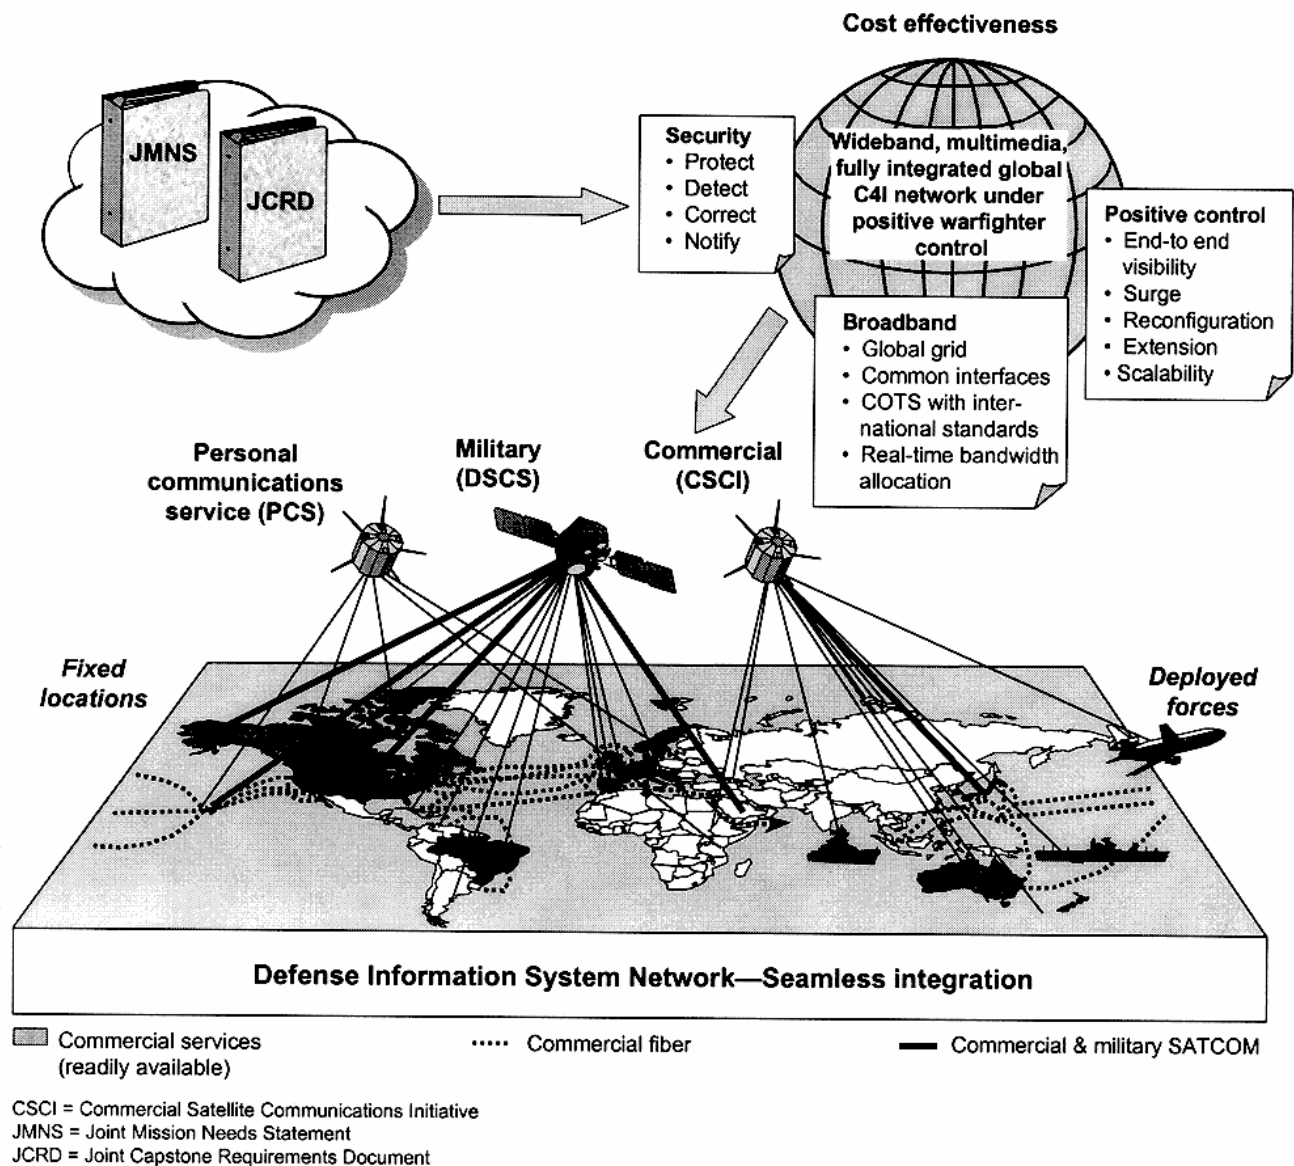 Cost effectiveness
JMNS
JCRD
Security
• Protect
• Detect
• Correct
• Notify
Wideband, multimedia,
fully integrated global
C4I network under
positive warfighter
control
Positive control
• End-to end
visibility
• Surge
• Reconfiguration
• Extension
• Scalability
Broadband
• Global grid
• Common interfaces
• COTS with inter-
national standards
• Real-time bandwidth
allocation
Personal
communications
service (PCS)
Military
(DSCS)
Commercial
(CSCI)
Fixed
locations
Deployed
forces
Defense Information System Network—Seamless integration
Commercial services
(readily available)
Commercial fiber
Commercial & military SATCOM
CSCI = Commercial Satellite Communications Initiative
JMNS = Joint Mission Needs Statement
JCRD = Joint Capstone Requirements Document